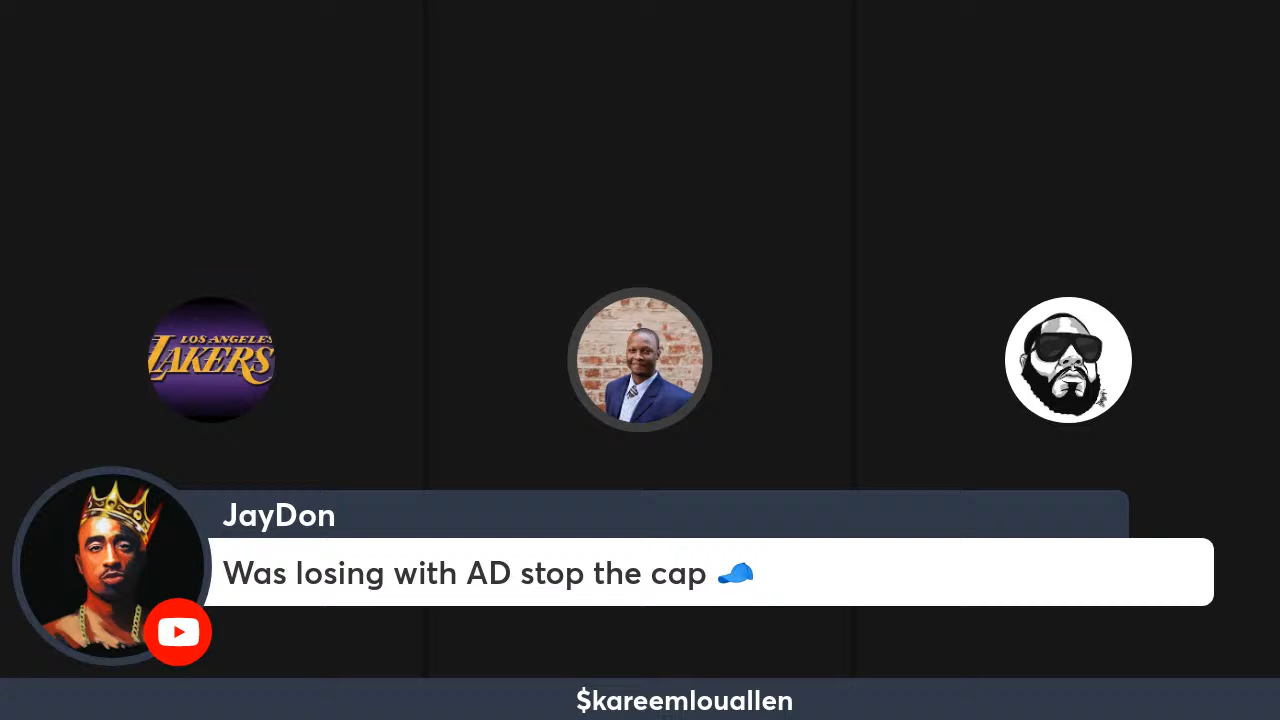 LOS ANGELES
LAKERS
JayDon
Was losing with AD stop the cap 🧢
$kareemlouallen